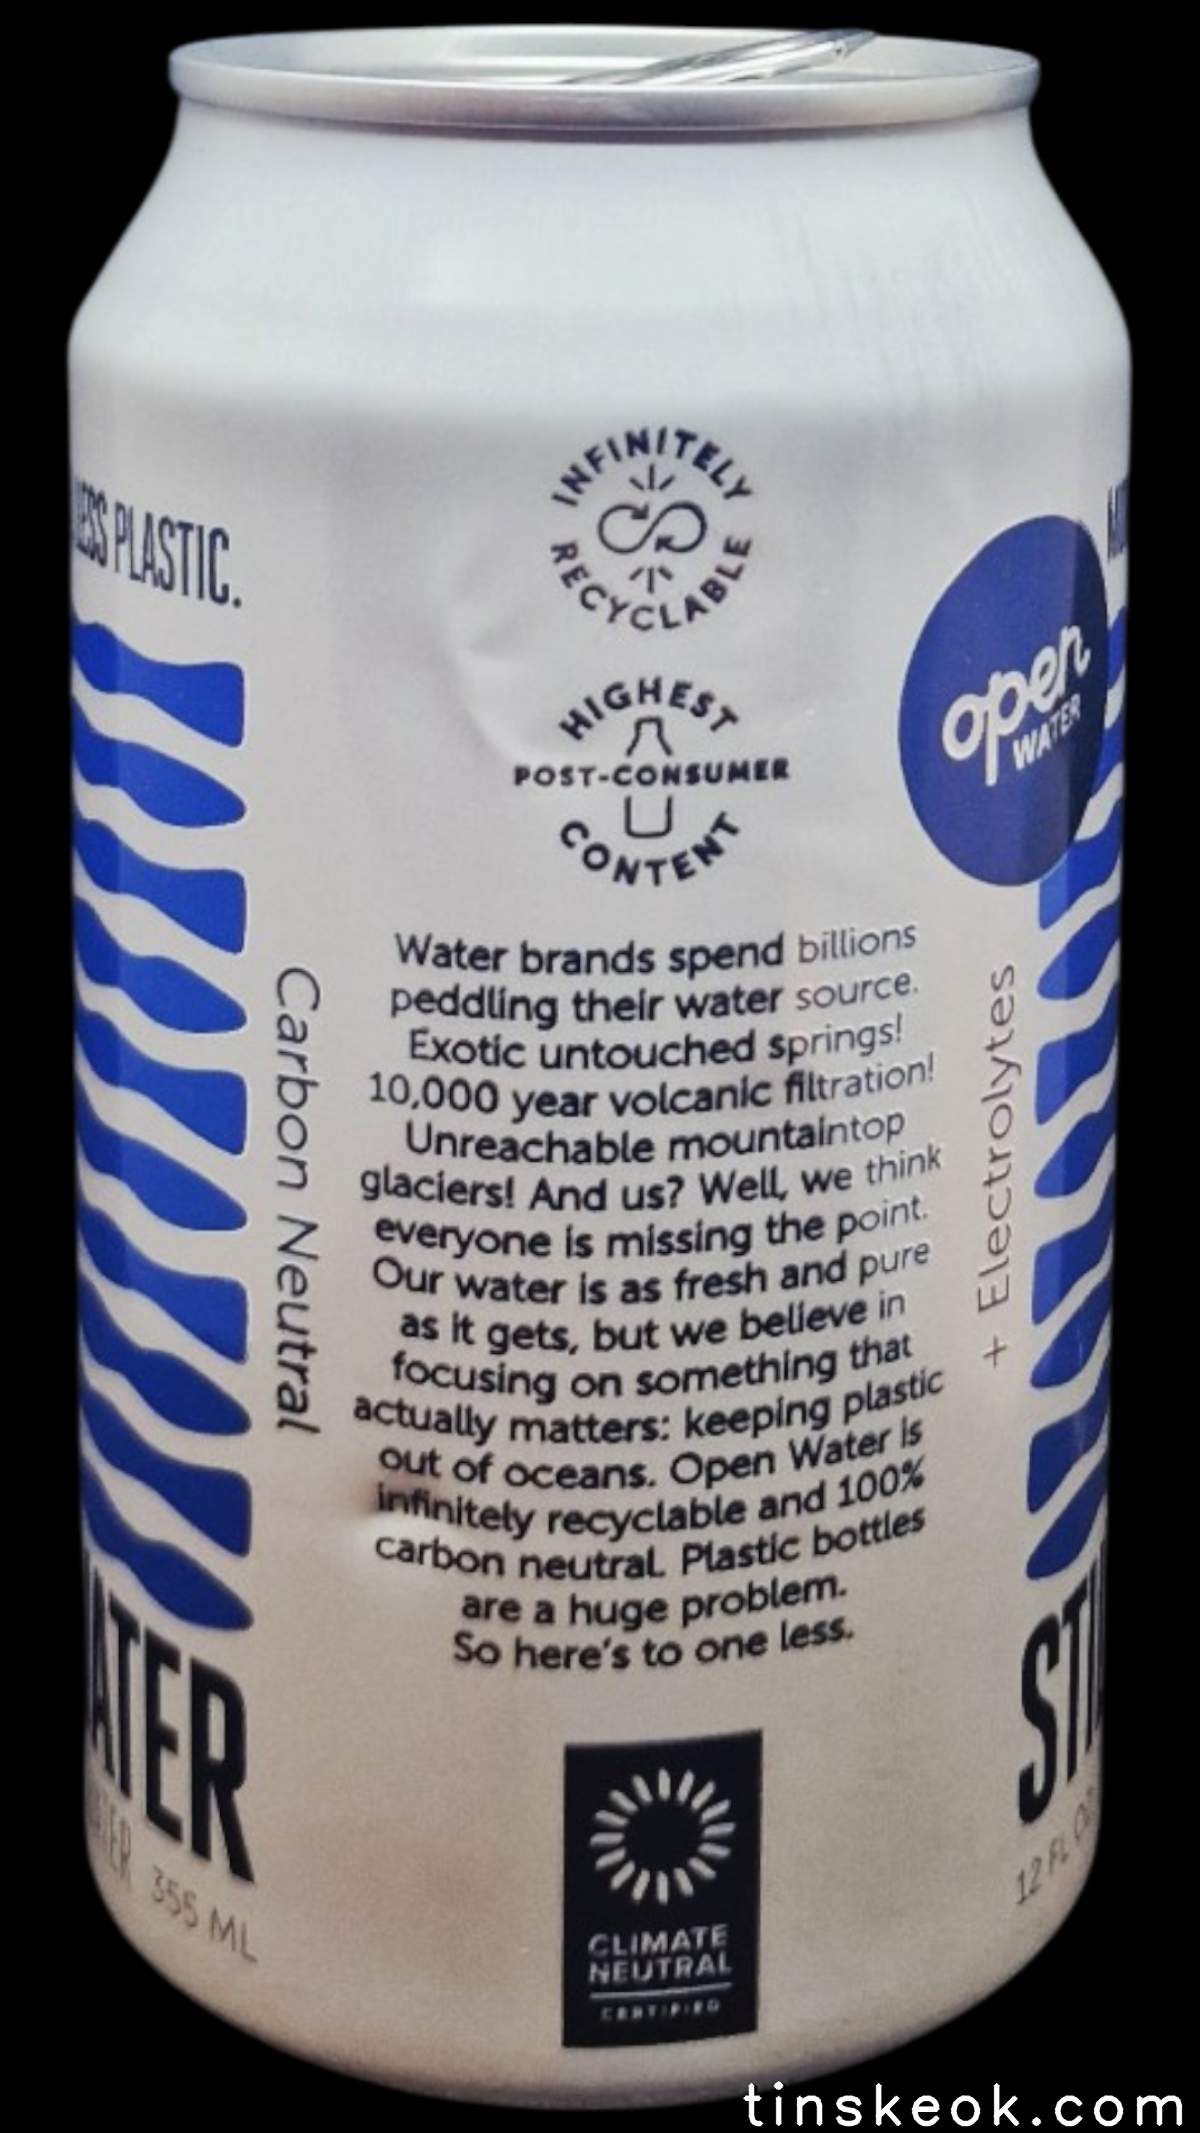 INFINITELY
RECYCLABLE
HIGHEST
POST-CONSUMER
CONTENT
LESS PLASTIC.
open
WATER
Carbon Neutral
+ Electrolytes
Water brands spend billions
peddling their water source.
Exotic untouched springs!
10,000 year volcanic filtration!
Unreachable mountaintop
glaciers! And us? Well, we think
everyone is missing the point.
Our water is as fresh and pure
as it gets, but we believe in
focusing on something that
actually matters: keeping plastic
out of oceans. Open Water is
infinitely recyclable and 100%
carbon neutral. Plastic bottles
are a huge problem.
So here's to one less.
WATER
355 ML
12 FL
CLIMATE
NEUTRAL
CERTIFIED
tinskeok.com